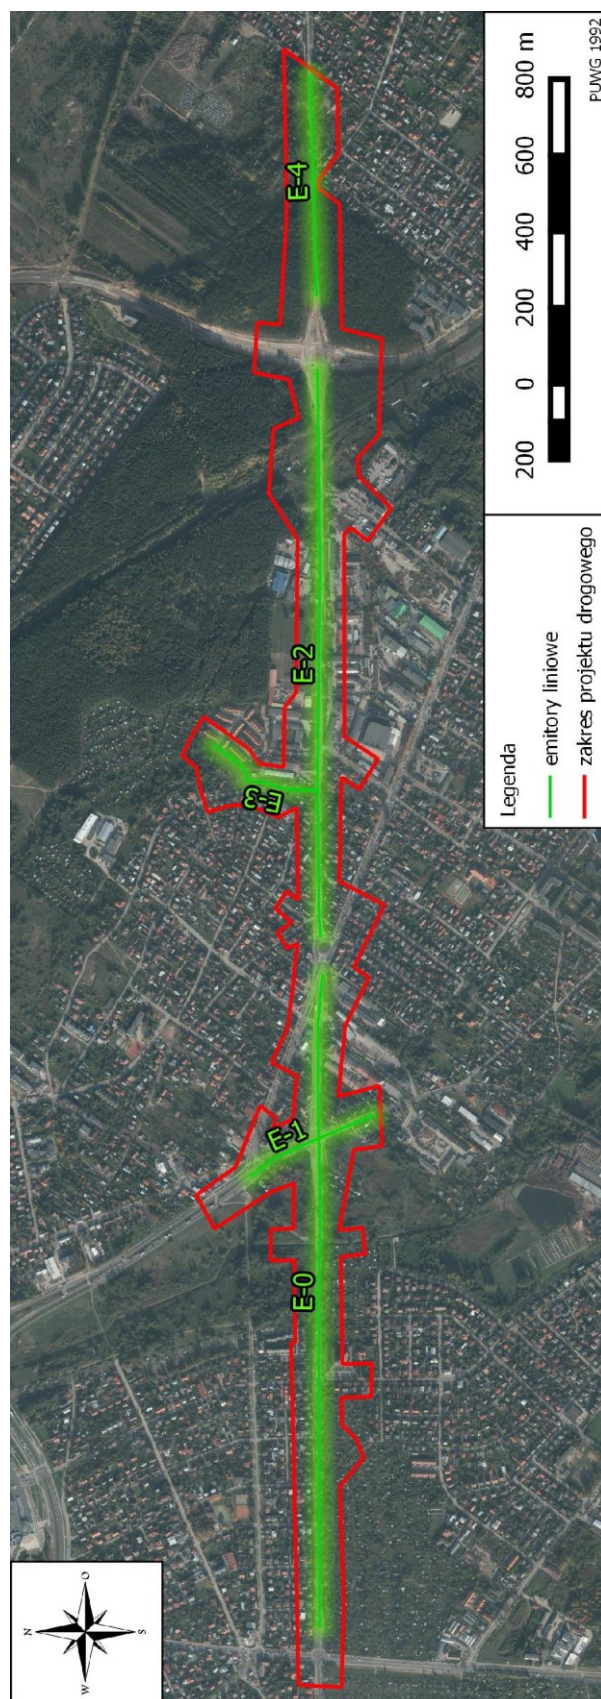 N
W
O
S
E-0
E-1
E-3
E-2
E-4
Legenda
emitory liniowe
zakres projektu drogowego
200 0 200 400 600 800 m
PUWG 1992